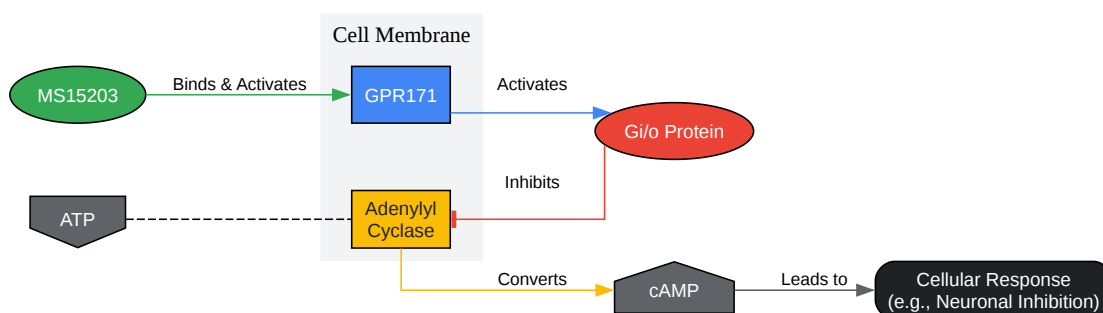 Cell Membrane
MS15203
Binds & Activates
GPR171
Activates
Gi/o Protein
Inhibits
ATP
Adenylyl
Cyclase
Converts
cAMP
Leads to
Cellular Response
(e.g., Neuronal Inhibition)